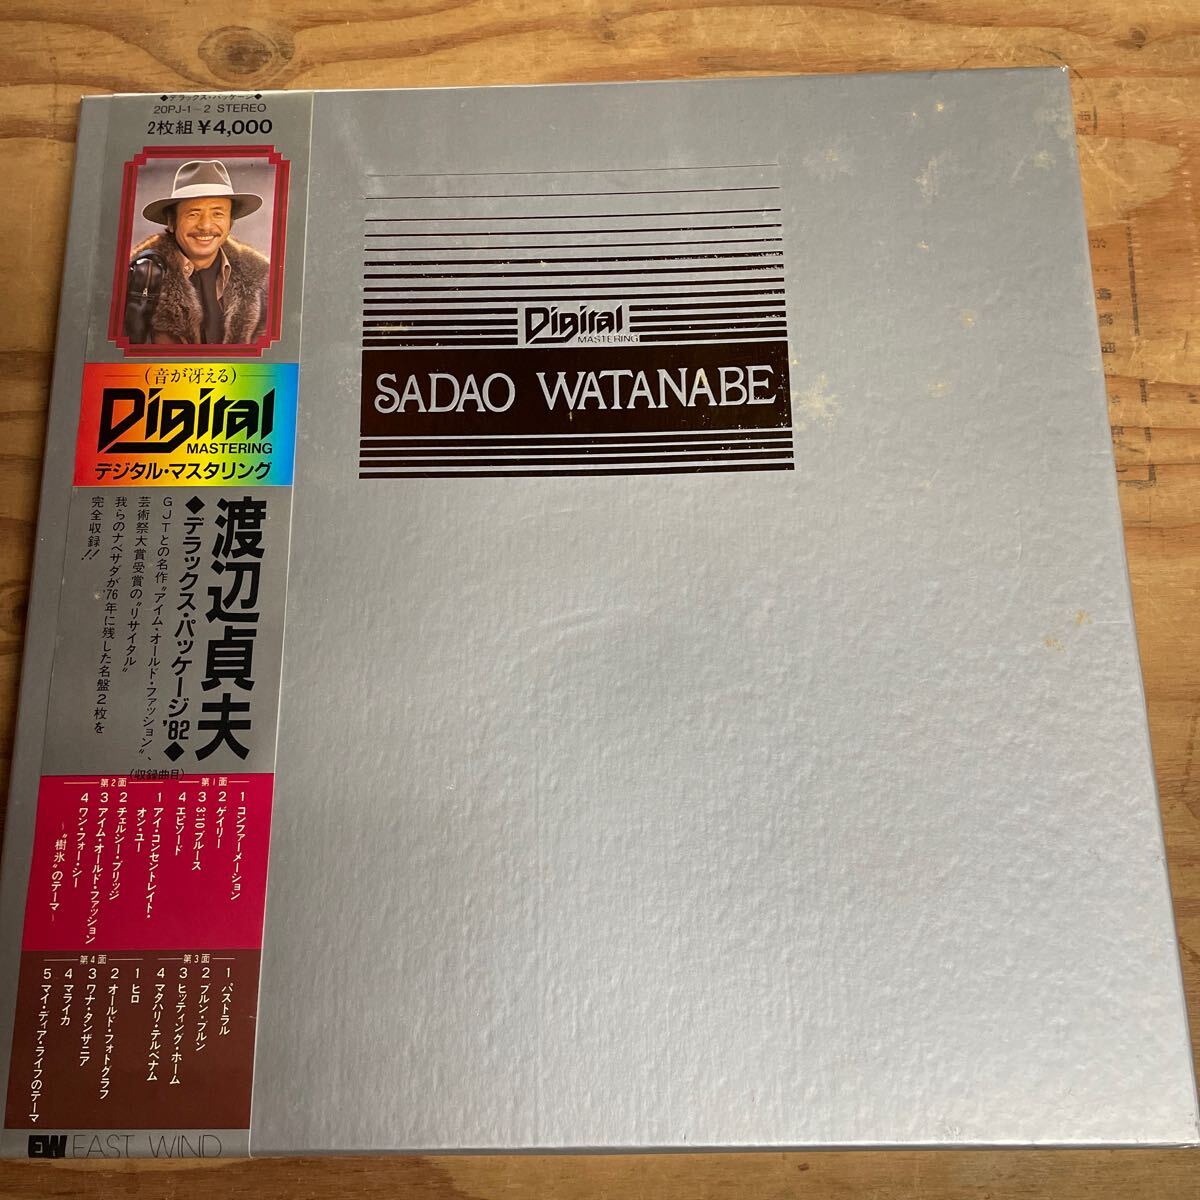 ◆デラックス・パッケージ◆
20PJ-1~2 STEREO
2枚組 ¥4,000
(音が冴える)
Digital
MASTERING
デジタル・マスタリング
渡辺貞夫
◆デラックス・パッケージ'82◆
GJTとの名作"アイム・オールド・ファッション"、
芸術祭大賞受賞の"リサイタル"
我らのナベサダが'76年に残した名盤2枚を
完全収録!!
(収録曲目)
第1面
1 コンファーメーション
2 ゲイリー
3 3:10ブルース
4 エピソード
第2面
1 アイ・コンセントレイト・
オン・ユー
2 チェルシー・ブリッジ
3 アイム・オールド・ファッション
4 ワン・フォー・シー
~"樹氷"のテーマ~
第3面
1 パストラル
2 ブルン・ブルン
3 ヒッティング・ホーム
4 マタハリ・テルベナム
第4面
1 ヒロ
2 オールド・フォトグラフ
3 ワナ・タンザニア
4 マライカ
5 マイ・ディア・ライフのテーマ
EW EAST WIND
Digital
MASTERING
SADAO WATANABE